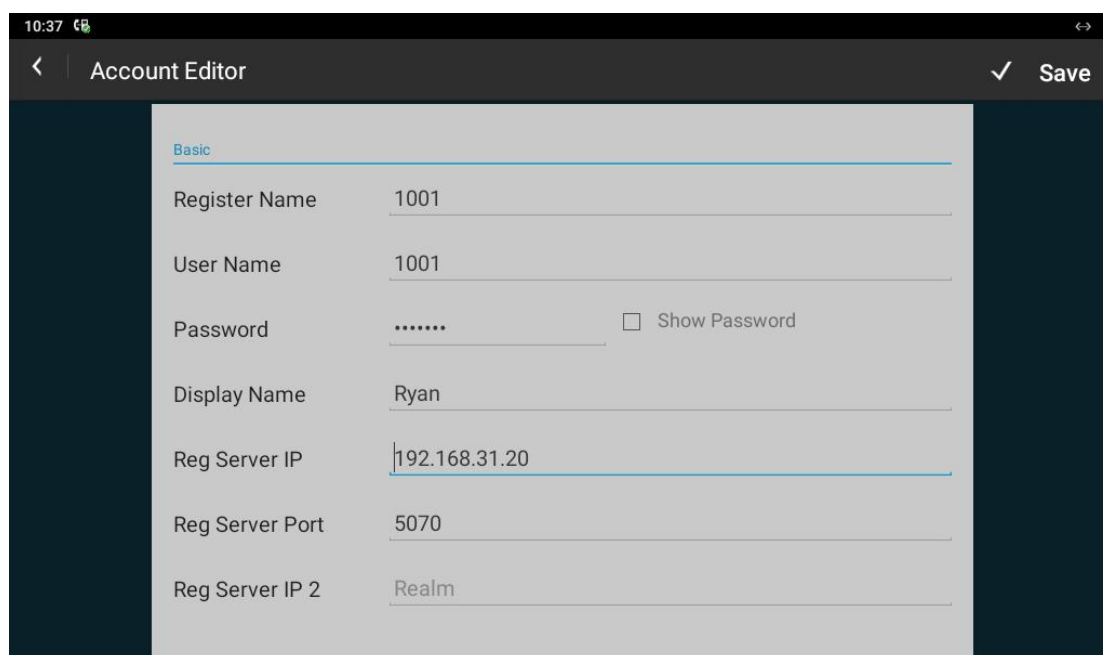 10:37
Account Editor
Save
Basic
Register Name 1001
User Name 1001
Password ••••••• Show Password
Display Name Ryan
Reg Server IP 192.168.31.20
Reg Server Port 5070
Reg Server IP 2 Realm